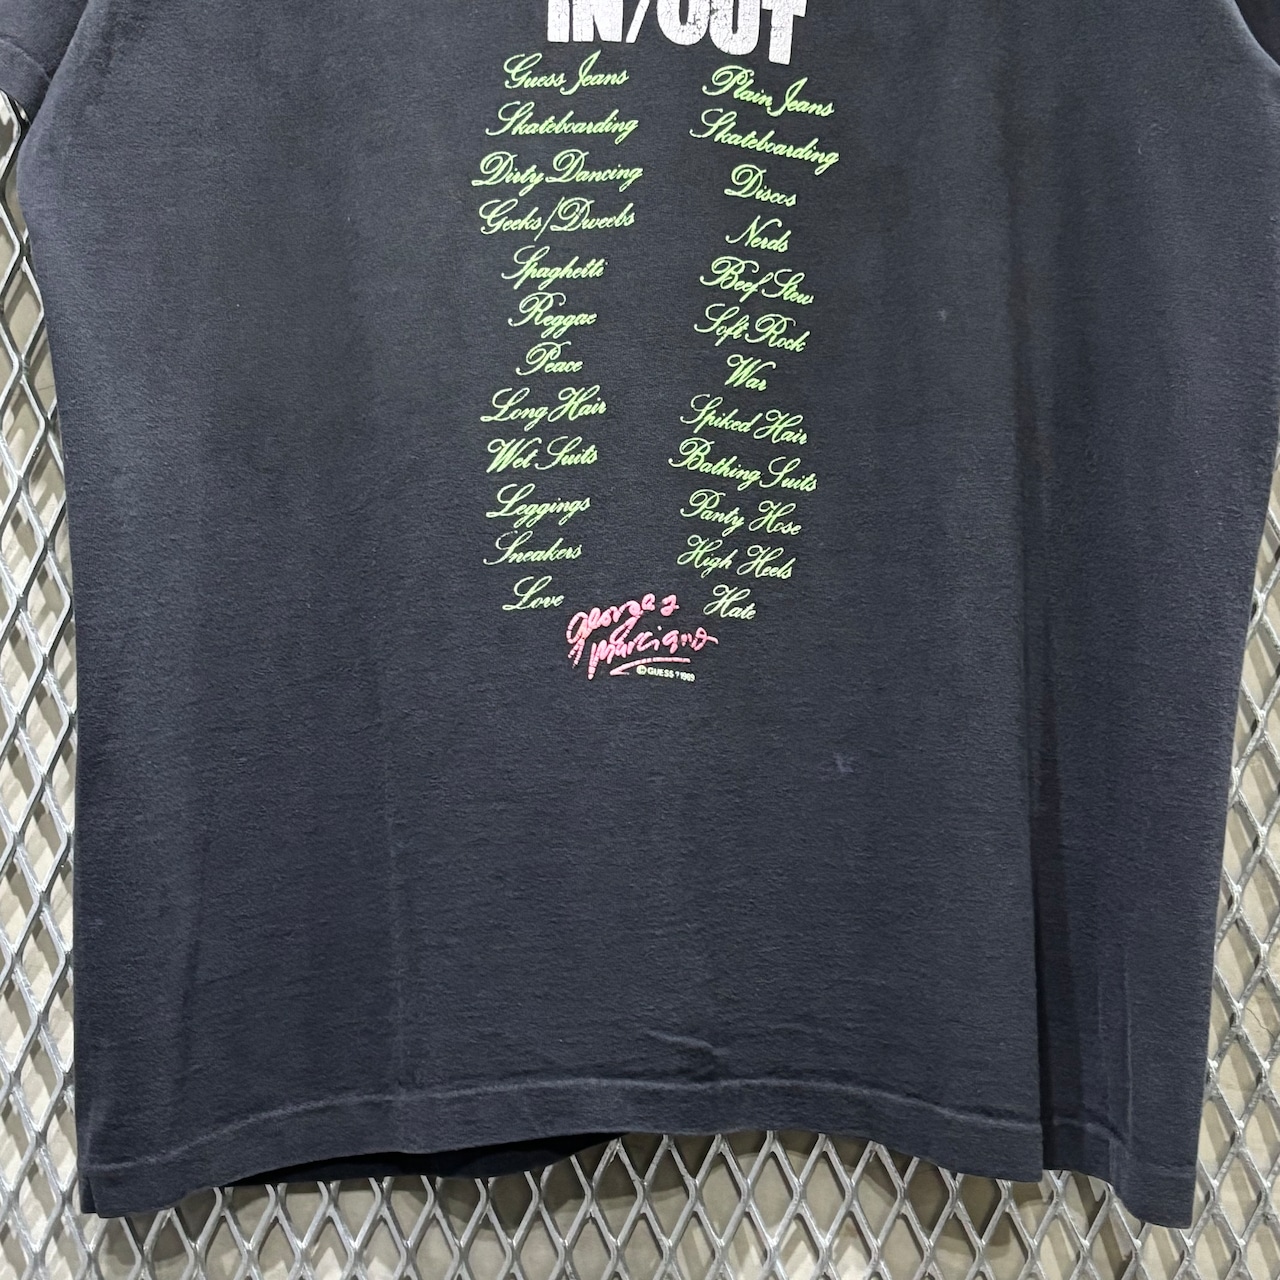 IN/OUT
Guess Jeans Plain Jeans
Skateboarding Skateboarding
Dirty Dancing Discos
Geeks/Dweebs Nerds
Spaghetti Beef Stew
Reggae Soft Rock
Peace War
Long Hair Spiked Hair
Wet Suits Bathing Suits
Leggings Panty Hose
Sneakers High Heels
Love Hate
Georges
Marciano
© GUESS ? 1989